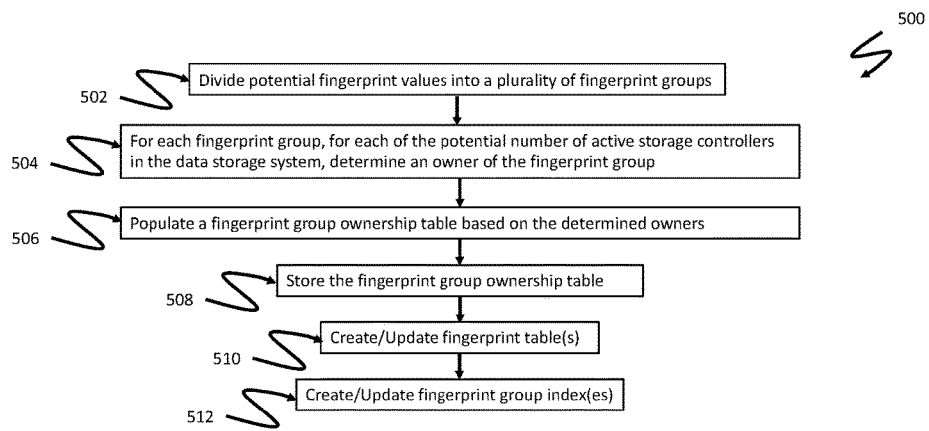 500
Divide potential fingerprint values into a plurality of fingerprint groups
502
For each fingerprint group, for each of the potential number of active storage controllers
in the data storage system, determine an owner of the fingerprint group
504
Populate a fingerprint group ownership table based on the determined owners
506
Store the fingerprint group ownership table
508
Create/Update fingerprint table(s)
510
Create/Update fingerprint group index(es)
512